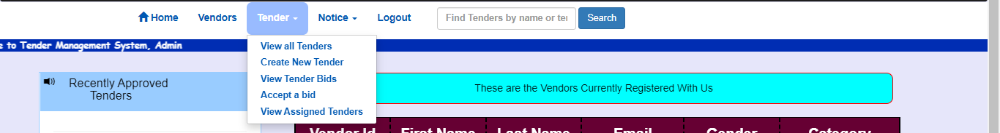 Home Vendors Tender Notice Logout Find Tenders by name or ter Search
e to Tender Management System, Admin
View all Tenders
Create New Tender
View Tender Bids
Accept a bid
View Assigned Tenders
Recently Approved
Tenders
These are the Vendors Currently Registered With Us
Vendor Id First Name Last Name Email Gender Category